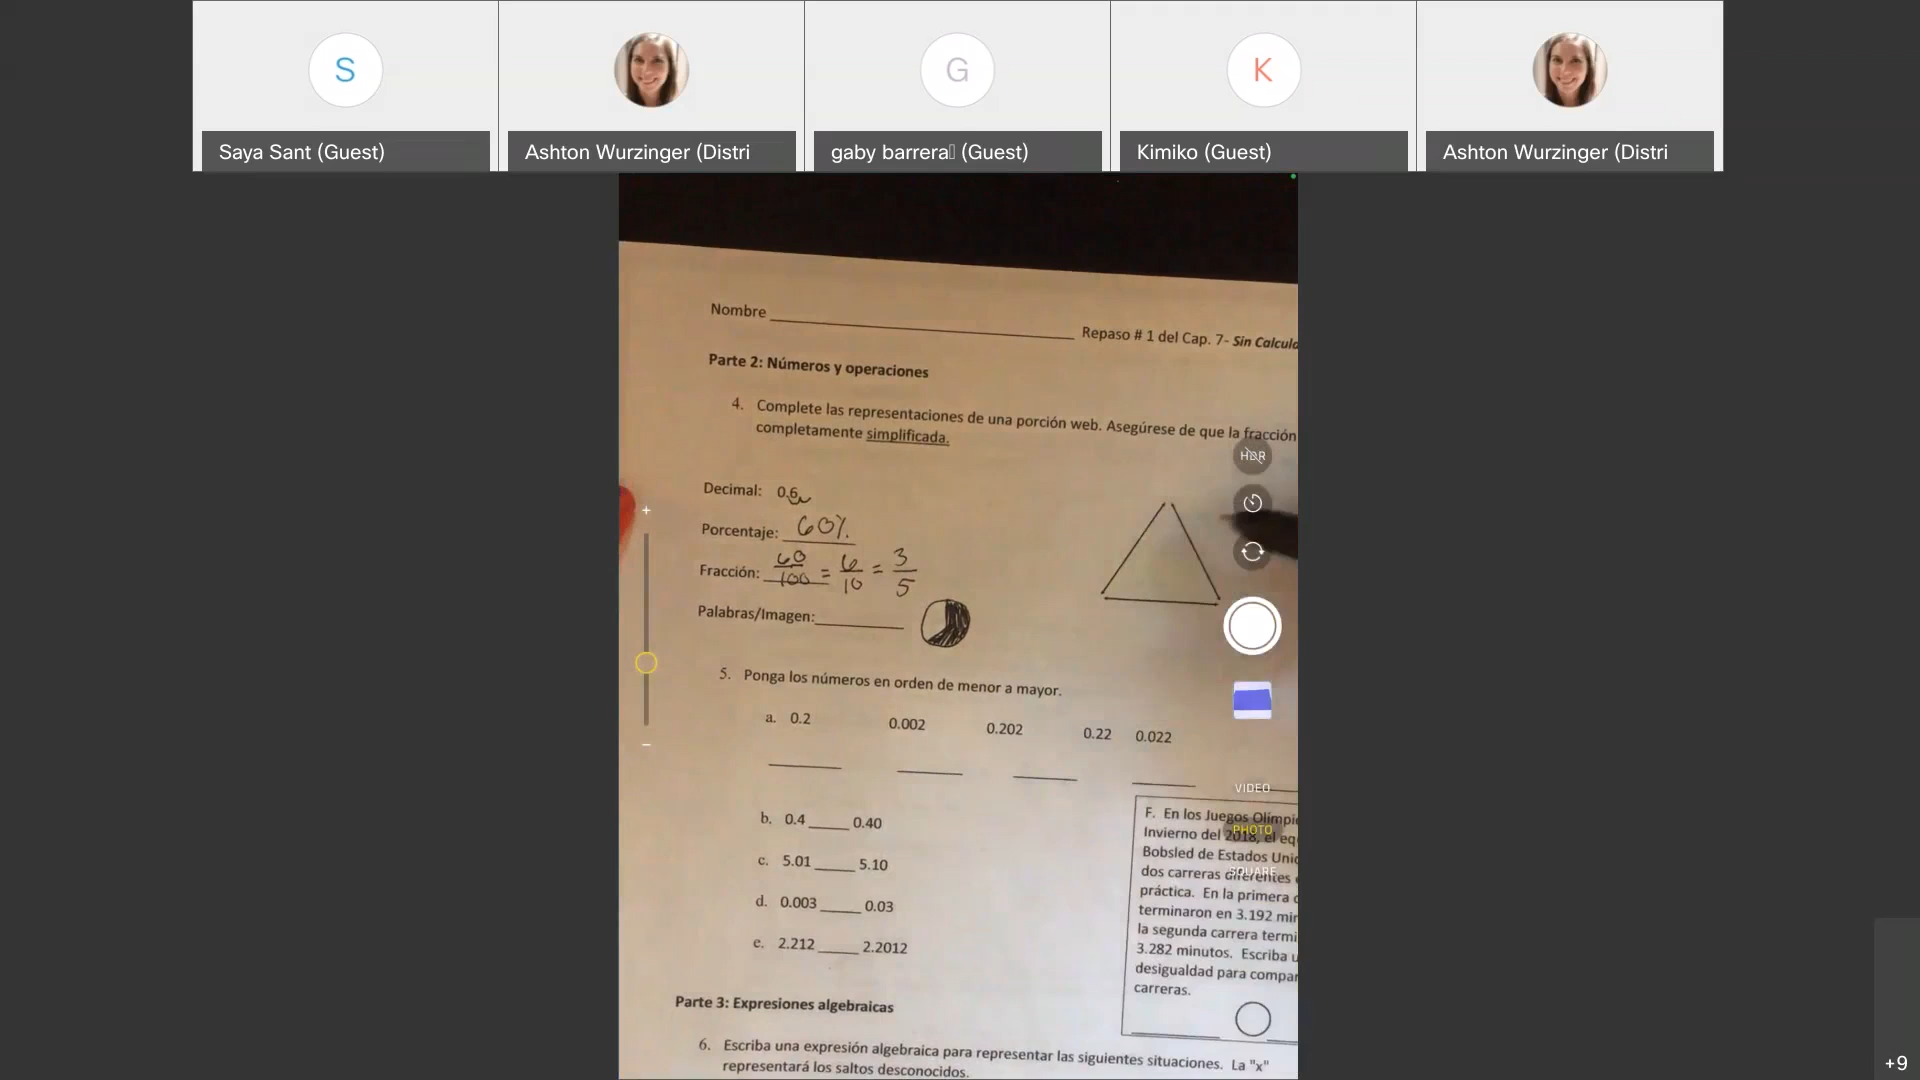 S
G
K
Saya Sant (Guest)
Ashton Wurzinger (Distri
gaby barrera (Guest)
Kimiko (Guest)
Ashton Wurzinger (Distri
Nombre
Repaso # 1 del Cap. 7- Sin Calcula
Parte 2: Números y operaciones
4. Complete las representaciones de una porción web. Asegúrese de que la fracción
completamente simplificada.
HDR
Decimal: 0.6
Porcentaje: 60%
Fracción: 60/100 = 6/10 = 3/5
Palabras/Imagen:
5. Ponga los números en orden de menor a mayor.
a. 0.2 0.002 0.202 0.22 0.022
b. 0.4 _____ 0.40
c. 5.01 _____ 5.10
d. 0.003 _____ 0.03
e. 2.212 _____ 2.2012
VIDEO
PHOTO
SQUARE
F. En los Juegos Olímpi
Invierno del 2018, el eq
Bobsled de Estados Unid
dos carreras diferentes
práctica. En la primera c
terminaron en 3.192 min
la segunda carrera termi
3.282 minutos. Escriba u
desigualdad para compar
carreras.
Parte 3: Expresiones algebraicas
6. Escriba una expresión algebraica para representar las siguientes situaciones. La "x"
representará los saltos desconocidos.
+9